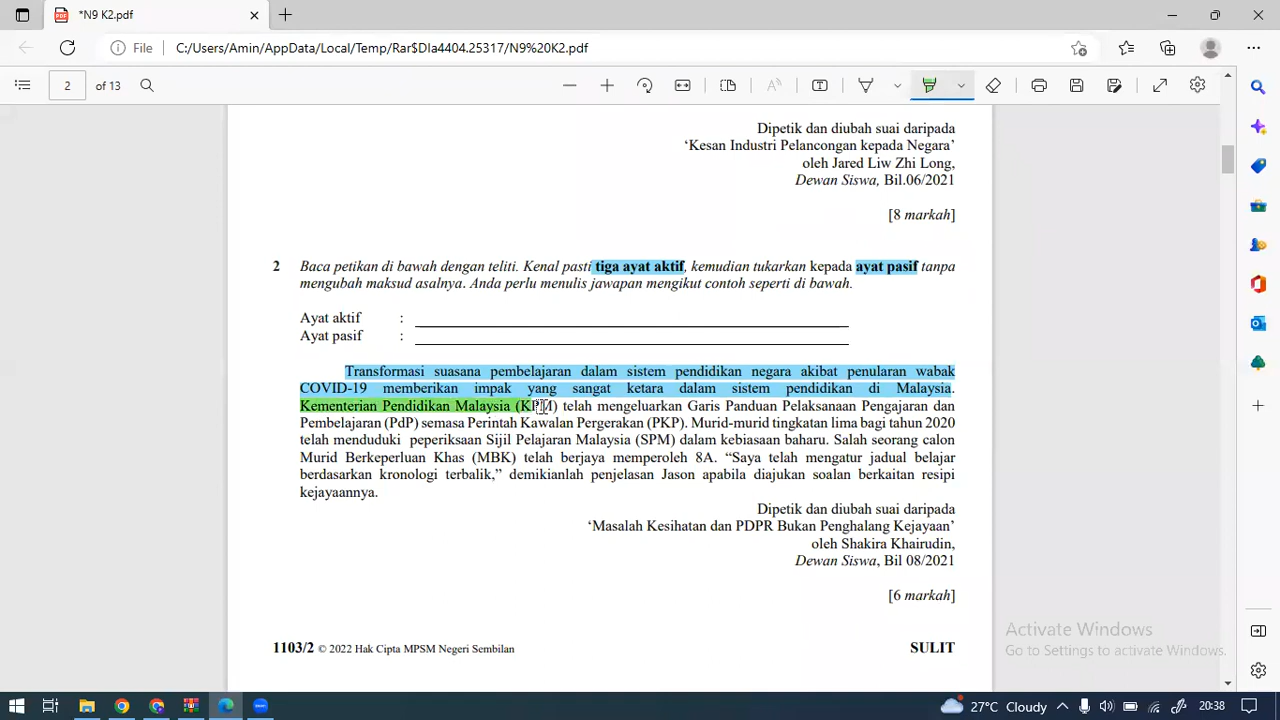 *N9 K2.pdf
File
C:/Users/Amin/AppData/Local/Temp/Rar$DIa4404.25317/N9%20K2.pdf
2 of 13
Dipetik dan diubah suai daripada
‘Kesan Industri Pelancongan kepada Negara’
oleh Jared Liw Zhi Long,
Dewan Siswa, Bil.06/2021
[8 markah]
2 Baca petikan di bawah dengan teliti. Kenal pasti tiga ayat aktif, kemudian tukarkan kepada ayat pasif tanpa
mengubah maksud asalnya. Anda perlu menulis jawapan mengikut contoh seperti di bawah.
Ayat aktif :
Ayat pasif :
Transformasi suasana pembelajaran dalam sistem pendidikan negara akibat penularan wabak
COVID-19 memberikan impak yang sangat ketara dalam sistem pendidikan di Malaysia.
Kementerian Pendidikan Malaysia (KPM) telah mengeluarkan Garis Panduan Pelaksanaan Pengajaran dan
Pembelajaran (PdP) semasa Perintah Kawalan Pergerakan (PKP). Murid-murid tingkatan lima bagi tahun 2020
telah menduduki peperiksaan Sijil Pelajaran Malaysia (SPM) dalam kebiasaan baharu. Salah seorang calon
Murid Berkeperluan Khas (MBK) telah berjaya memperoleh 8A. “Saya telah mengatur jadual belajar
berdasarkan kronologi terbalik,” demikianlah penjelasan Jason apabila diajukan soalan berkaitan resipi
kejayaannya.
Dipetik dan diubah suai daripada
‘Masalah Kesihatan dan PDPR Bukan Penghalang Kejayaan’
oleh Shakira Khairudin,
Dewan Siswa, Bil 08/2021
[6 markah]
1103/2 © 2022 Hak Cipta MPSM Negeri Sembilan SULIT
Activate Windows
Go to Settings to activate Windows.
27°C Cloudy
20:38